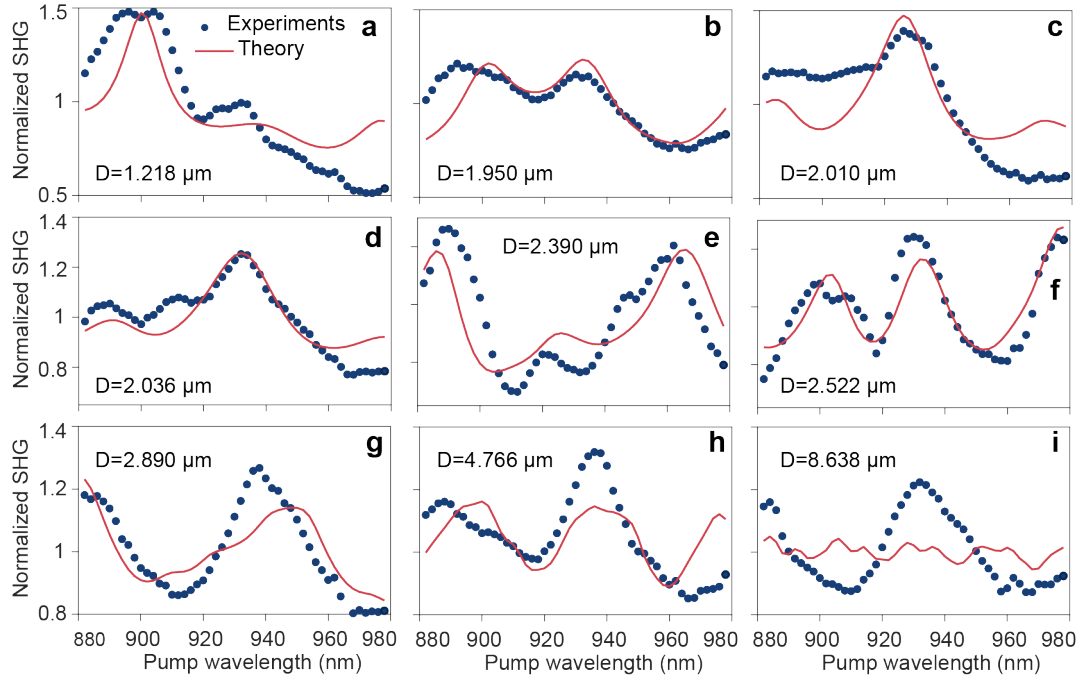 Normalized SHG
1.5
1
0.5
Experiments
Theory
a
D=1.218 µm
b
D=1.950 µm
c
D=2.010 µm
Normalized SHG
1.4
1.2
1
0.8
d
D=2.036 µm
D=2.390 µm
e
f
D=2.522 µm
Normalized SHG
1.4
1.2
1
0.8
D=2.890 µm
g
D=4.766 µm
h
D=8.638 µm
i
880 900 920 940 960 980
900 920 940 960 980
900 920 940 960 980
Pump wavelength (nm)
Pump wavelength (nm)
Pump wavelength (nm)